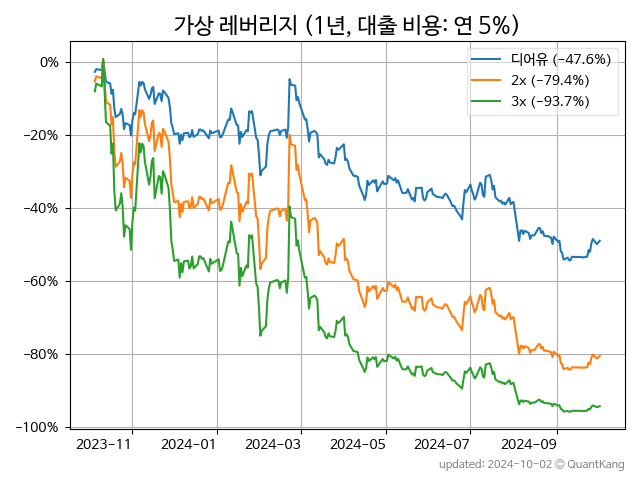 가상 레버리지 (1년, 대출 비용: 연 5%)
디어유 (−47.6%)
2x (−79.4%)
3x (−93.7%)
0%
−20%
−40%
−60%
−80%
−100%
2023-11 2024-01 2024-03 2024-05 2024-07 2024-09
updated: 2024-10-02 © QuantKang